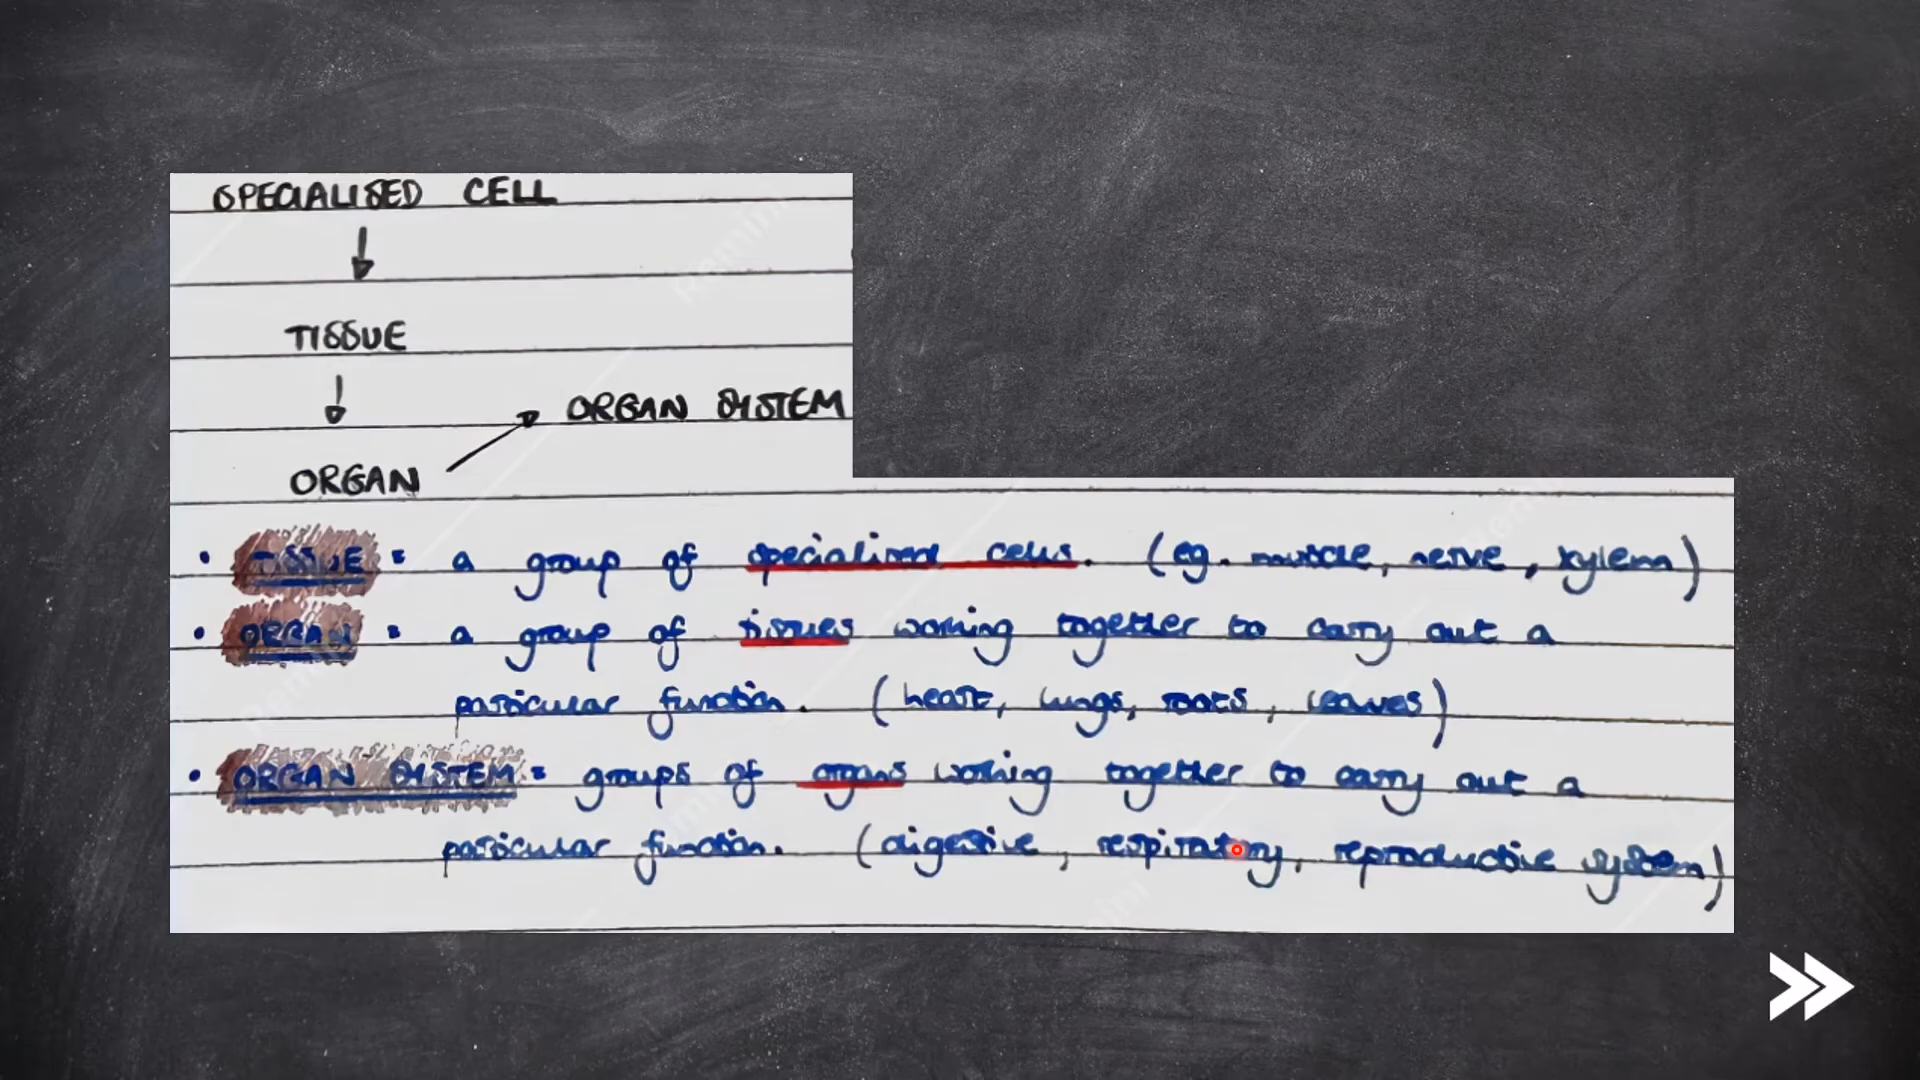 SPECIALISED CELL
↓
TISSUE
↓
ORGAN SYSTEM
ORGAN
• TISSUE = a group of specialised cells. (eg. muscle, nerve, xylem)
• ORGAN = a group of tissues working together to carry out a
particular function. (heart, lungs, roots, leaves)
• ORGAN SYSTEM = groups of organs working together to carry out a
particular function. (digestive, respiratory, reproductive system)
Remini